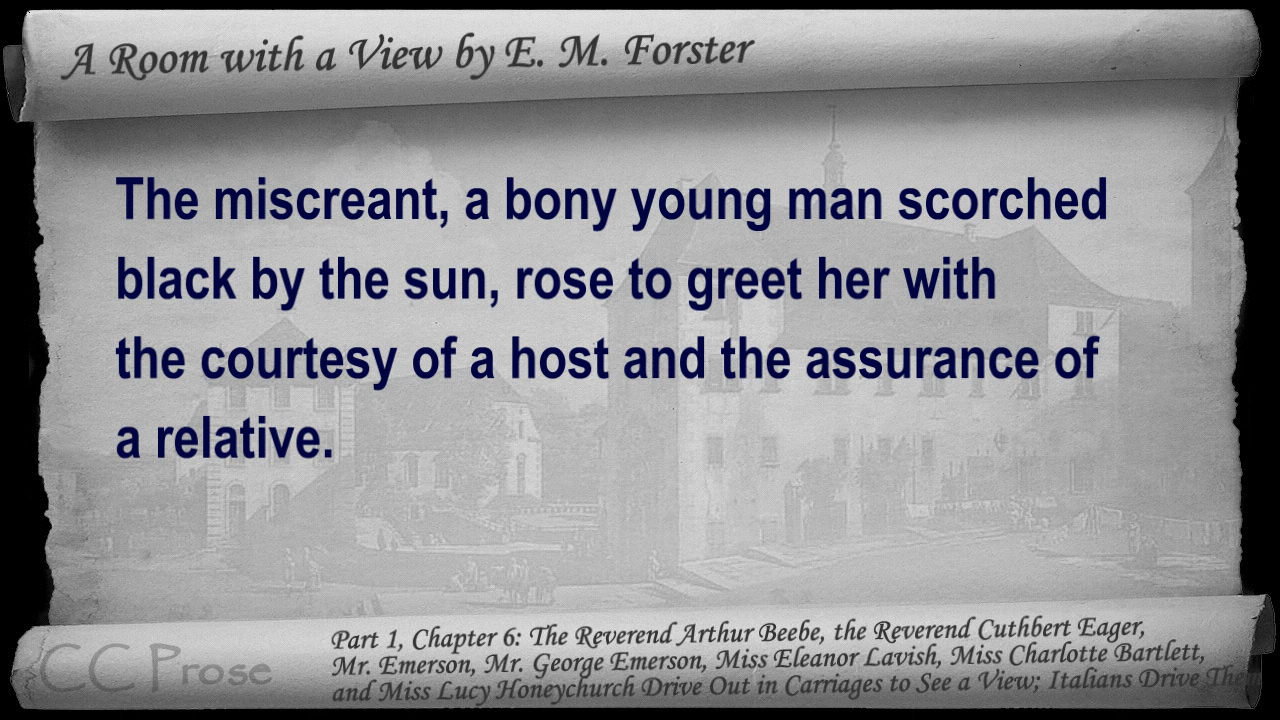 A Room with a View by E. M. Forster
The miscreant, a bony young man scorched
black by the sun, rose to greet her with
the courtesy of a host and the assurance of
a relative.
CC Prose
Part 1, Chapter 6: The Reverend Arthur Beebe, the Reverend Cuthbert Eager,
Mr. Emerson, Mr. George Emerson, Miss Eleanor Lavish, Miss Charlotte Bartlett,
and Miss Lucy Honeychurch Drive Out in Carriages to See a View; Italians Drive